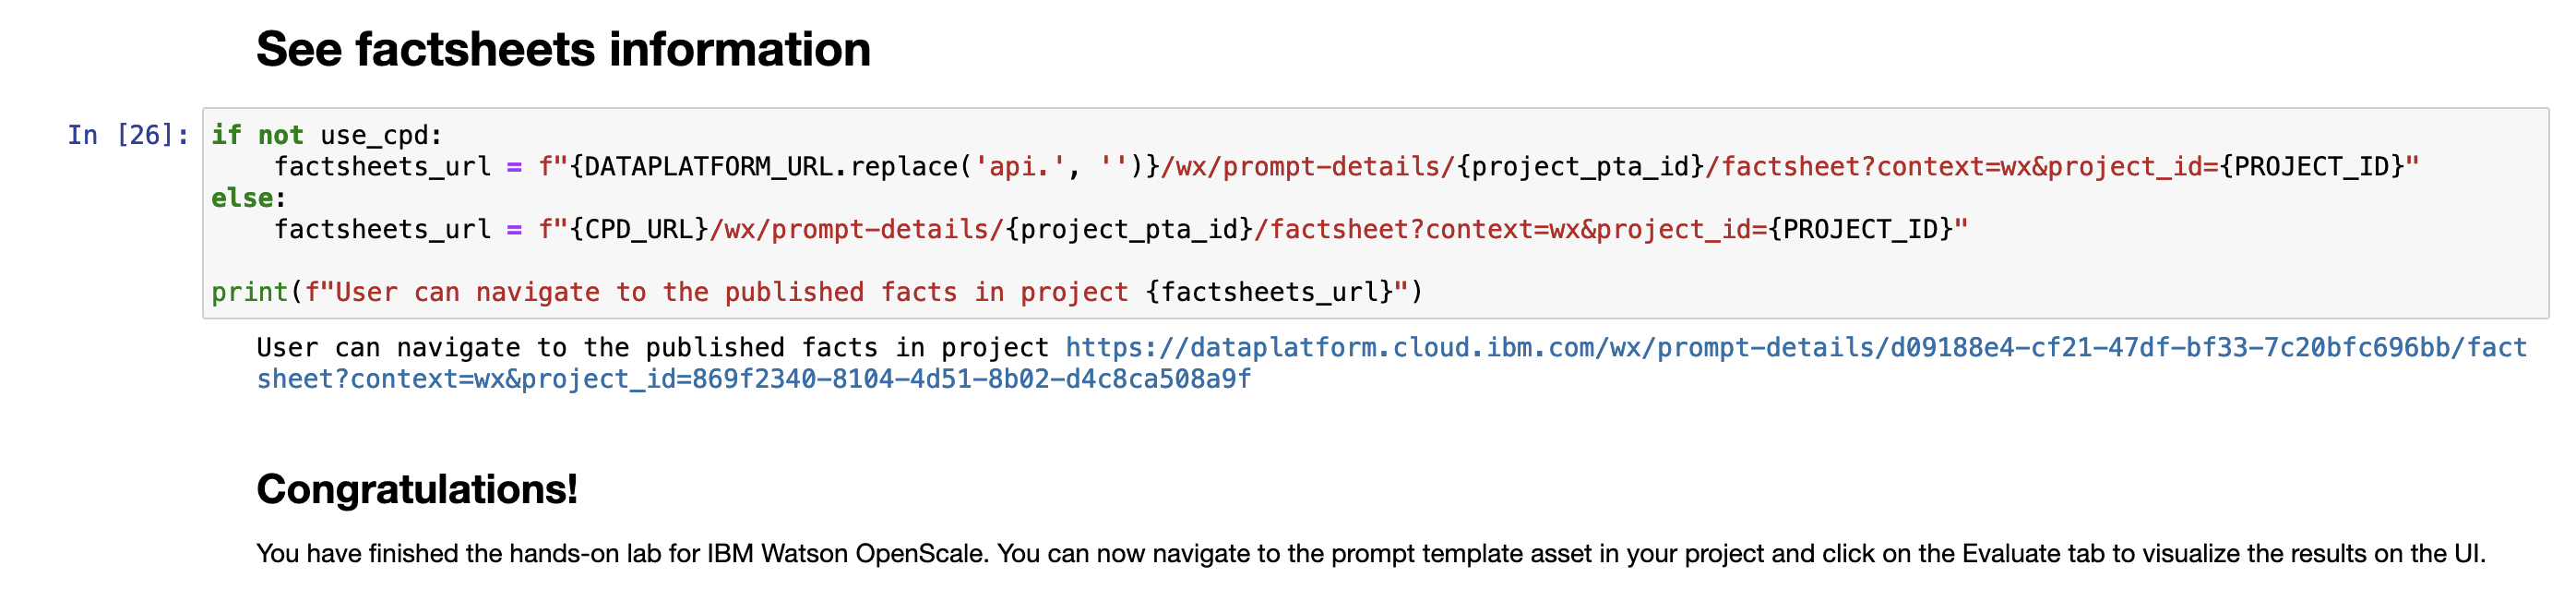 See factsheets information
In [26]:
if not use_cpd:
    factsheets_url = f"{DATAPLATFORM_URL.replace('api.', '')}/wx/prompt-details/{project_pta_id}/factsheet?context=wx&project_id={PROJECT_ID}"
else:
    factsheets_url = f"{CPD_URL}/wx/prompt-details/{project_pta_id}/factsheet?context=wx&project_id={PROJECT_ID}"
print(f"User can navigate to the published facts in project {factsheets_url}")
User can navigate to the published facts in project https://dataplatform.cloud.ibm.com/wx/prompt-details/d09188e4-cf21-47df-bf33-7c20bfc696bb/fact
sheet?context=wx&project_id=869f2340-8104-4d51-8b02-d4c8ca508a9f
Congratulations!
You have finished the hands-on lab for IBM Watson OpenScale. You can now navigate to the prompt template asset in your project and click on the Evaluate tab to visualize the results on the UI.